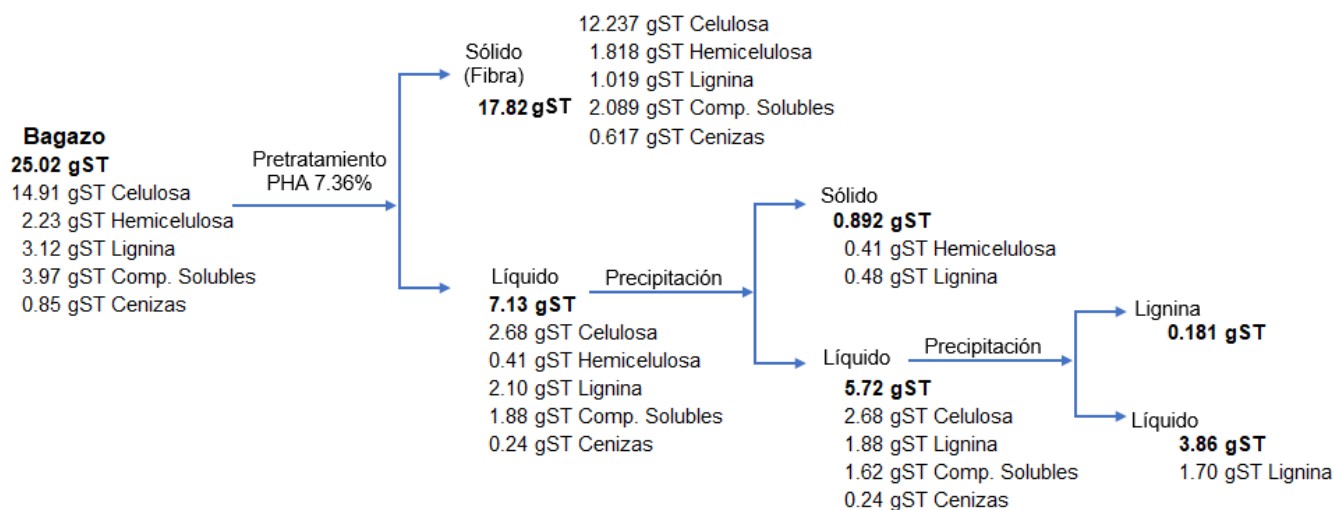 Bagazo
25.02 gST
14.91 gST Celulosa
2.23 gST Hemicelulosa
3.12 gST Lignina
3.97 gST Comp. Solubles
0.85 gST Cenizas
Pretratamiento
PHA 7.36%
Sólido
(Fibra)
17.82 gST
12.237 gST Celulosa
1.818 gST Hemicelulosa
1.019 gST Lignina
2.089 gST Comp. Solubles
0.617 gST Cenizas
Líquido
7.13 gST
2.68 gST Celulosa
0.41 gST Hemicelulosa
2.10 gST Lignina
1.88 gST Comp. Solubles
0.24 gST Cenizas
Precipitación
Sólido
0.892 gST
0.41 gST Hemicelulosa
0.48 gST Lignina
Líquido
5.72 gST
2.68 gST Celulosa
1.88 gST Lignina
1.62 gST Comp. Solubles
0.24 gST Cenizas
Precipitación
Lignina
0.181 gST
Líquido
3.86 gST
1.70 gST Lignina